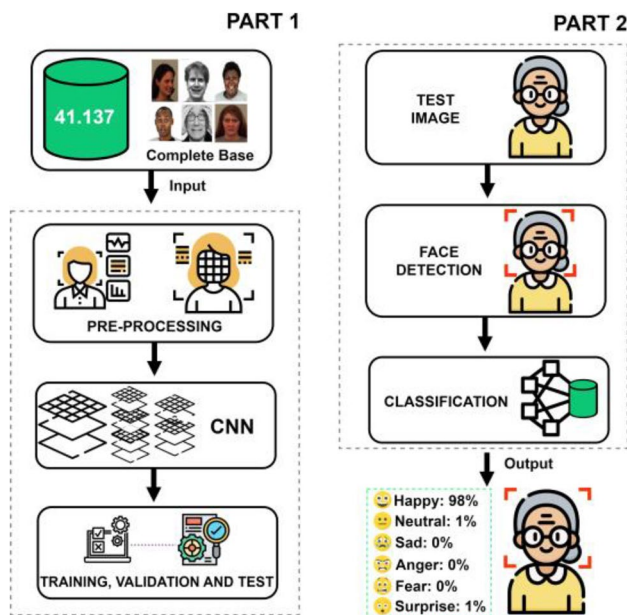 PART 1
41.137
Complete Base
Input
PRE-PROCESSING
CNN
TRAINING, VALIDATION AND TEST
PART 2
TEST
IMAGE
FACE
DETECTION
CLASSIFICATION
Output
Happy: 98%
Neutral: 1%
Sad: 0%
Anger: 0%
Fear: 0%
Surprise: 1%